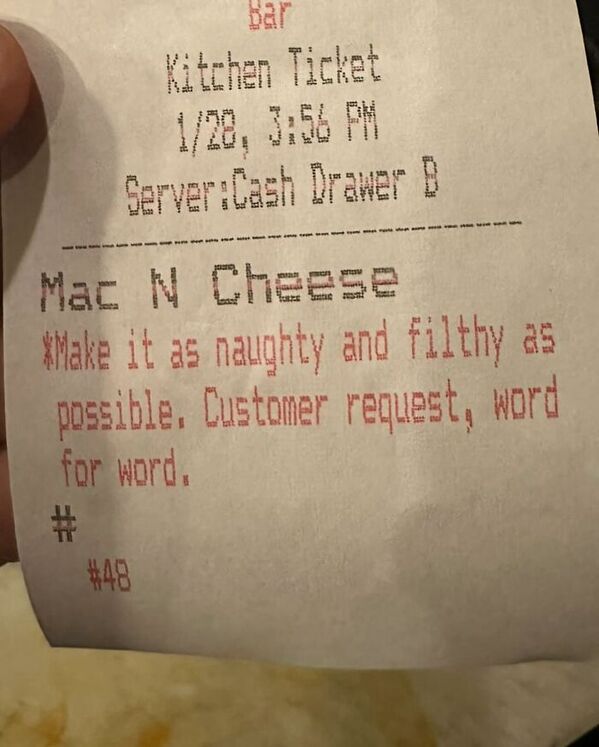 Bar
Kitchen Ticket
1/28, 3:56 PM
Server:Cash Drawer B
Mac N Cheese
*Make it as naughty and filthy as
possible. Customer request, word
for word.
#
#48